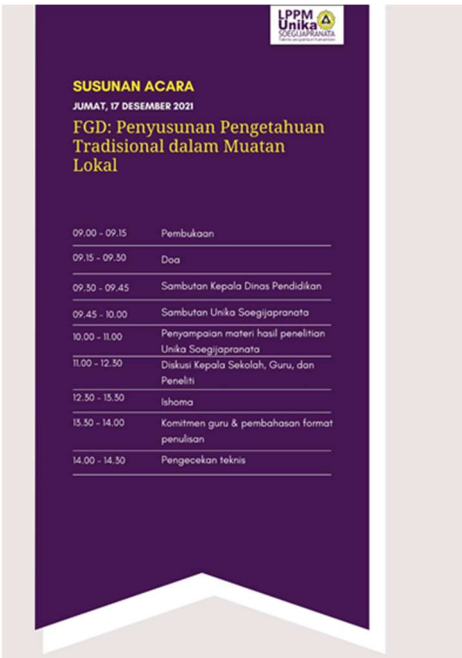 LPPM
Unika
SOEGIJAPRANATA
SUSUNAN ACARA
JUMAT, 17 DESEMBER 2021
FGD: Penyusunan Pengetahuan
Tradisional dalam Muatan
Lokal
09.00 - 09.15 Pembukaan
09.15 - 09.30 Doa
09.30 - 09.45 Sambutan Kepala Dinas Pendidikan
09.45 - 10.00 Sambutan Unika Soegijapranata
10.00 - 11.00 Penyampaian materi hasil penelitian
Unika Soegijapranata
11.00 - 12.30 Diskusi Kepala Sekolah, Guru, dan
Peneliti
12.30 - 13.30 Ishoma
13.30 - 14.00 Komitmen guru & pembahasan format
penulisan
14.00 - 14.30 Pengecekan teknis